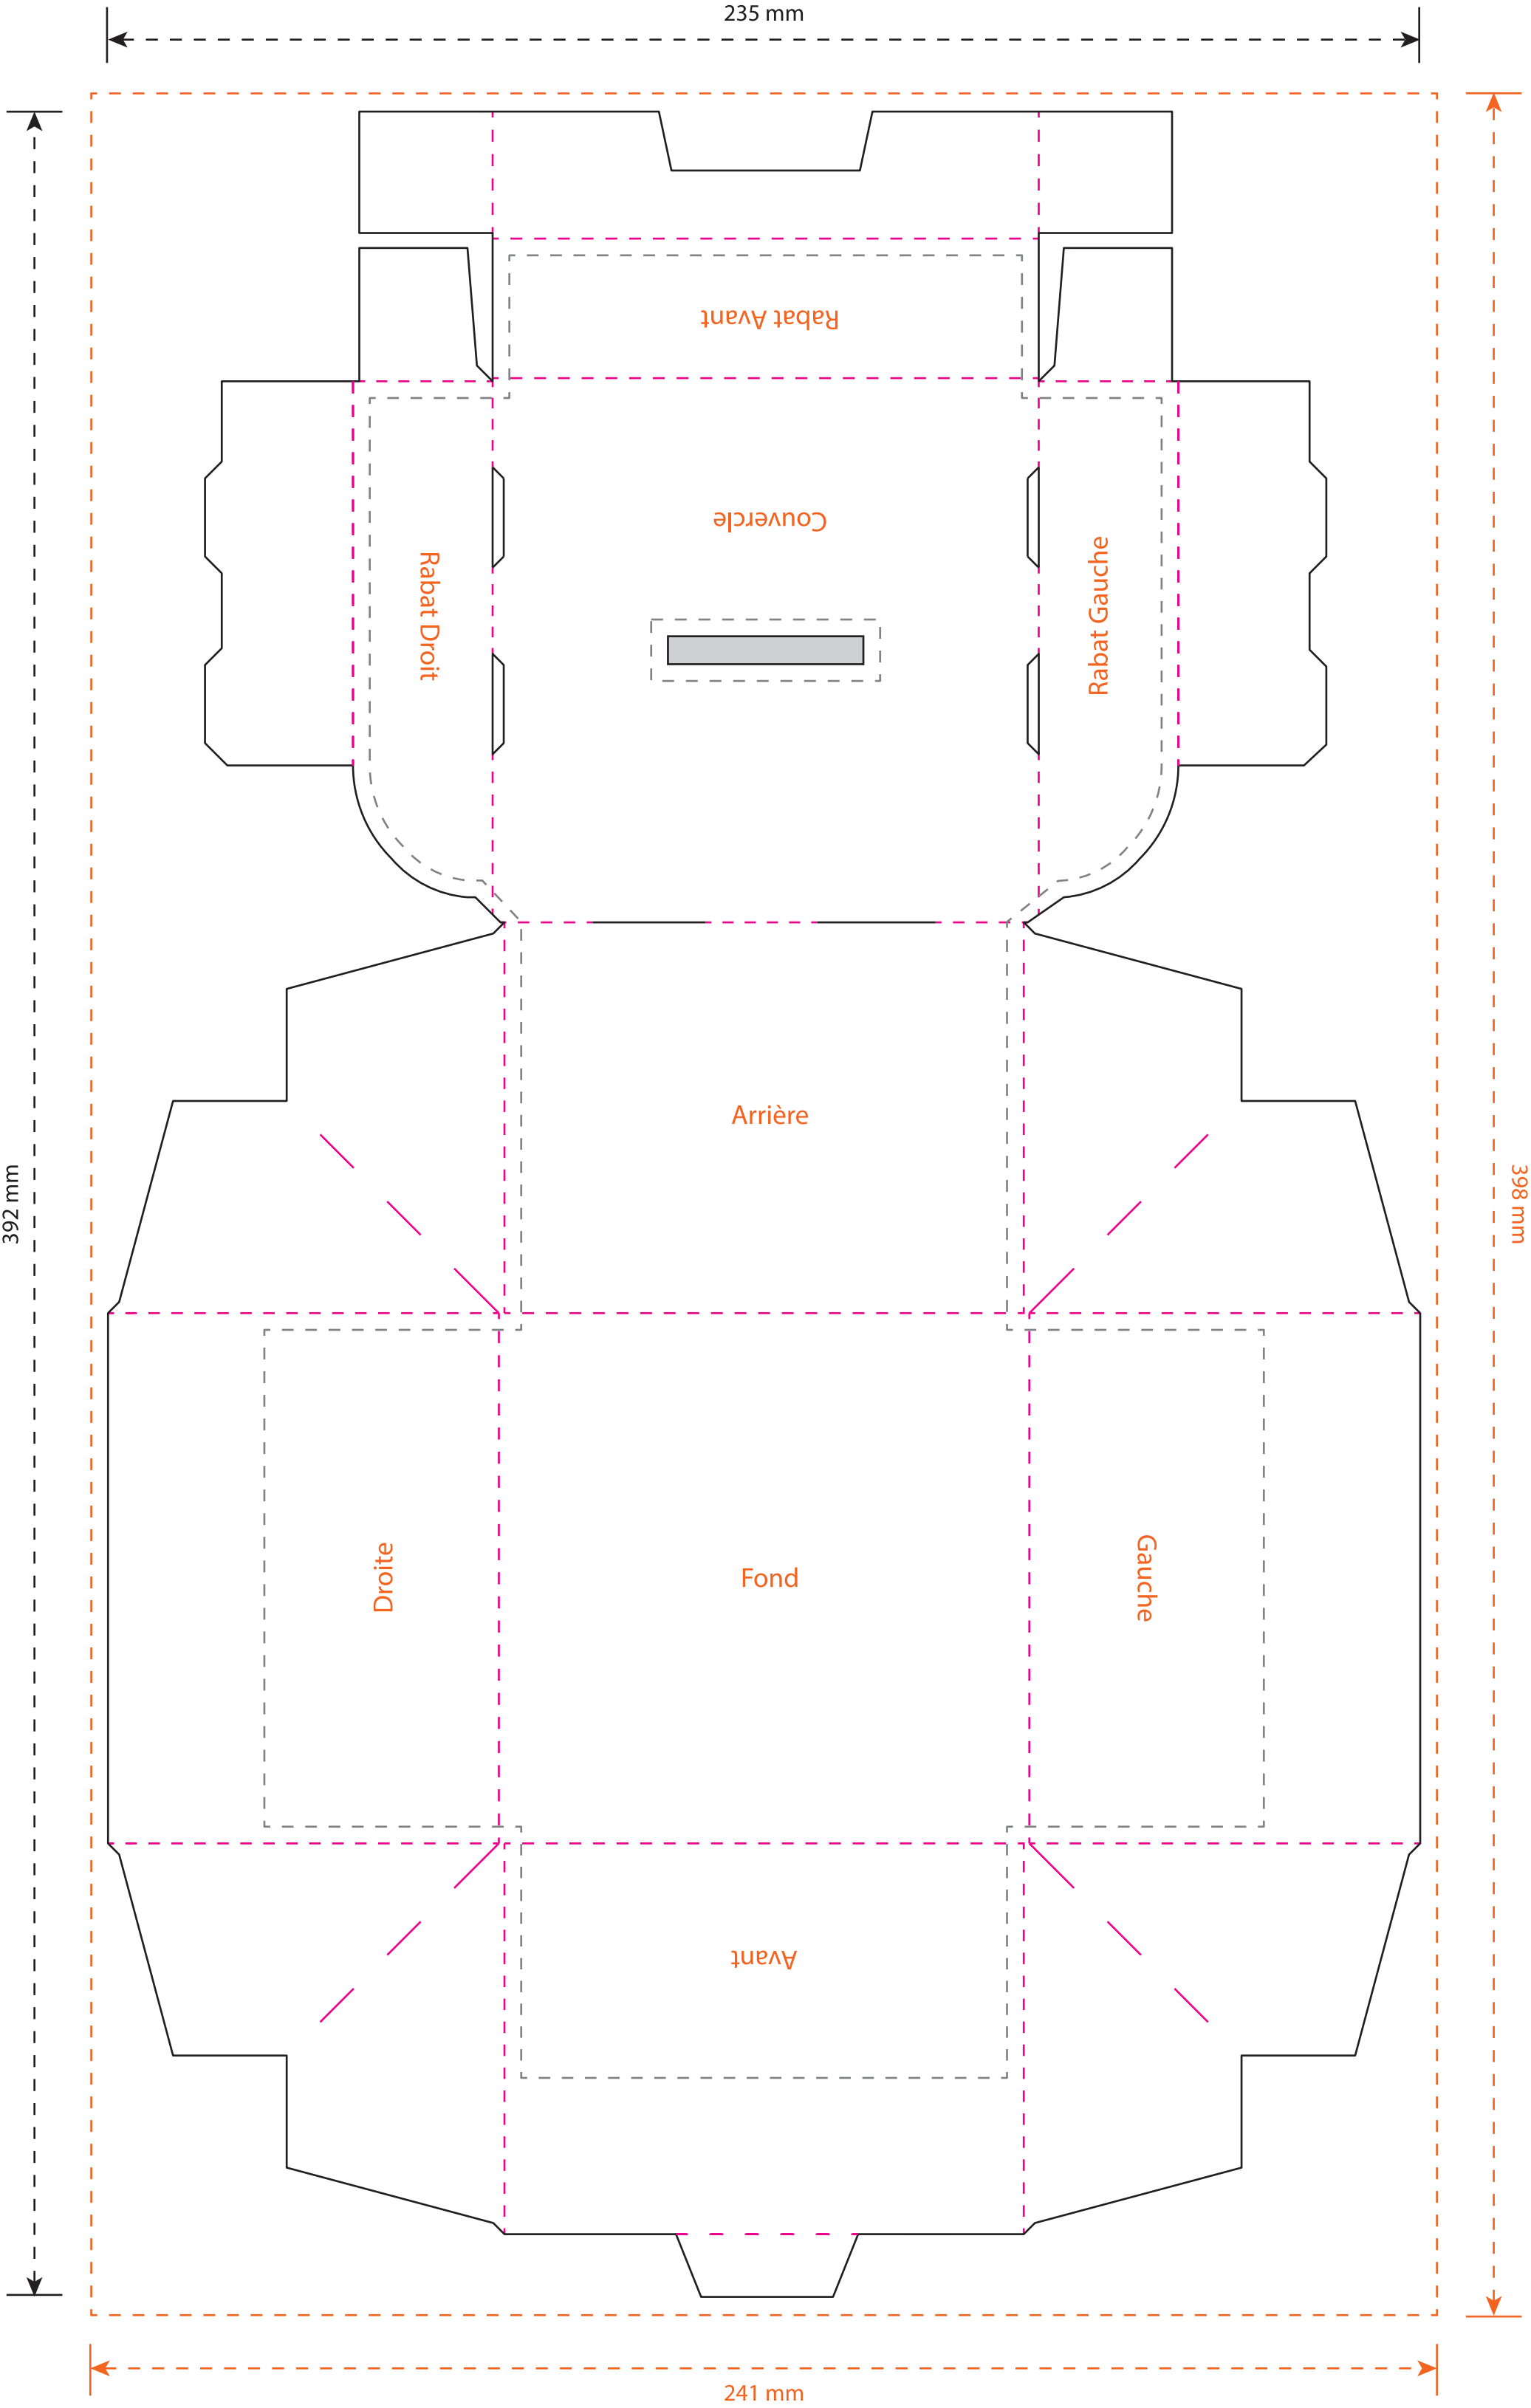 235 mm
Rabat Avant
Couvercle
Rabat Droit
Rabat Gauche
Arrière
392 mm
398 mm
Droite
Fond
Gauche
Avant
241 mm